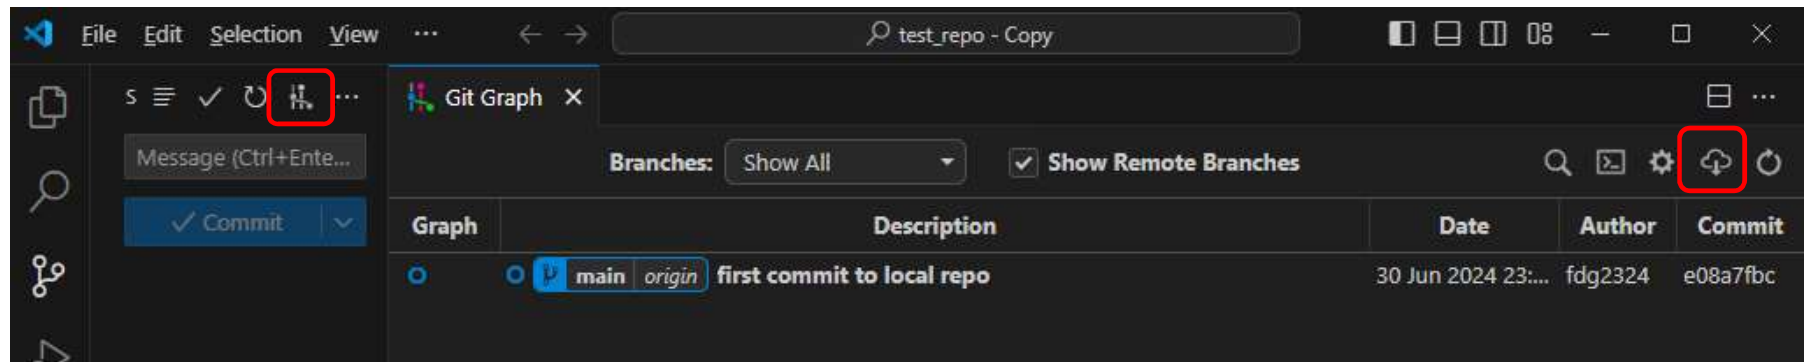 File Edit Selection View ··· test_repo - Copy
S Git Graph
Message (Ctrl+Ente... Branches: Show All Show Remote Branches
Commit Graph Description Date Author Commit
main origin first commit to local repo 30 Jun 2024 23:... fdg2324 e08a7fbc